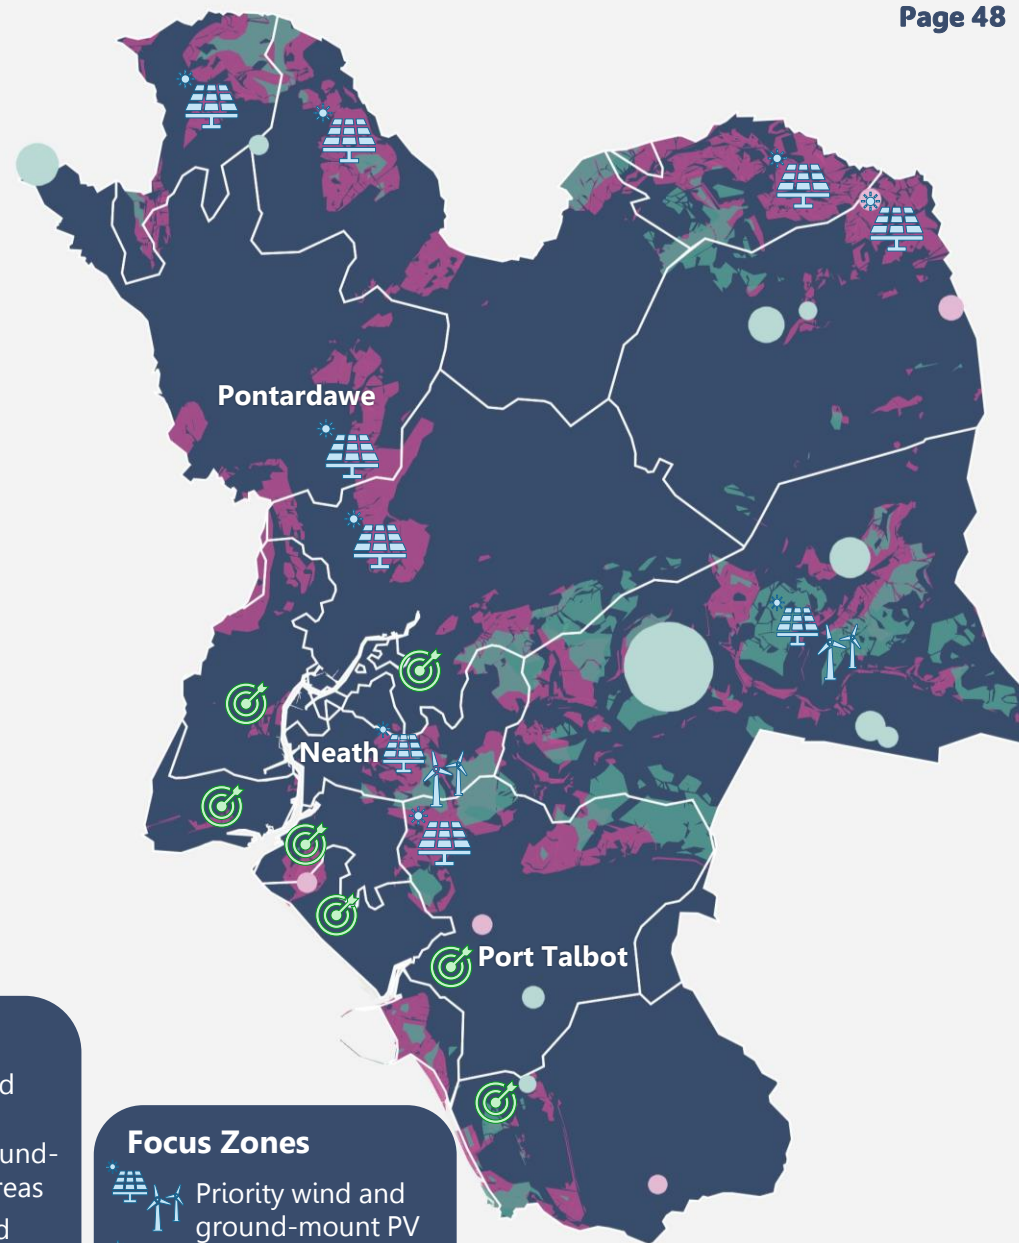 Page 48
Pontardawe
Neath
Port Talbot
Focus Zones
Priority wind and
ground-mount PV